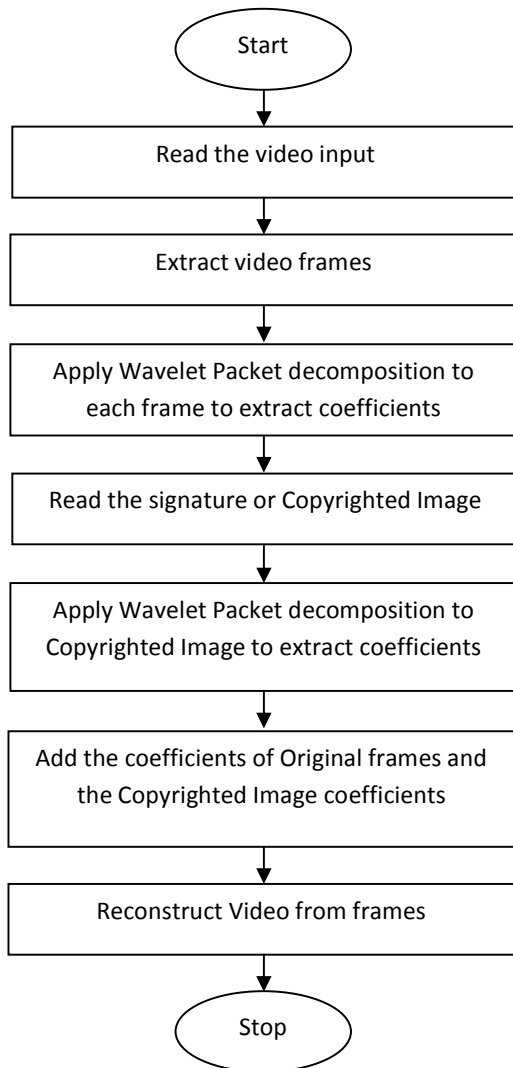 Start
Read the video input
Extract video frames
Apply Wavelet Packet decomposition to
each frame to extract coefficients
Read the signature or Copyrighted Image
Apply Wavelet Packet decomposition to
Copyrighted Image to extract coefficients
Add the coefficients of Original frames and
the Copyrighted Image coefficients
Reconstruct Video from frames
Stop